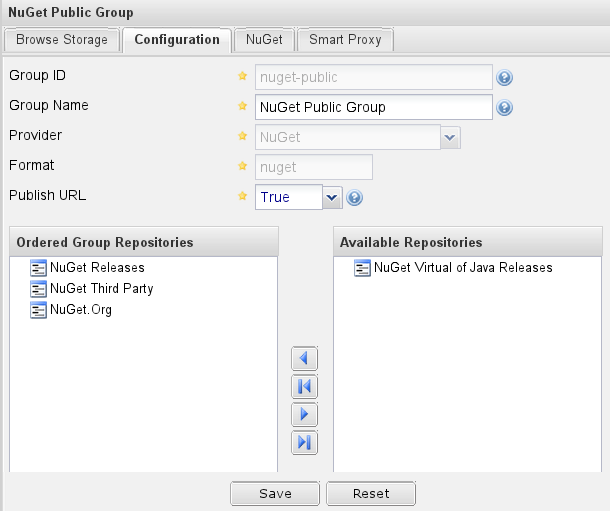 NuGet Public Group
Browse Storage Configuration NuGet Smart Proxy
Group ID nuget-public
Group Name NuGet Public Group
Provider NuGet
Format nuget
Publish URL True
Ordered Group Repositories Available Repositories
NuGet Releases NuGet Virtual of Java Releases
NuGet Third Party
NuGet.Org
Save Reset